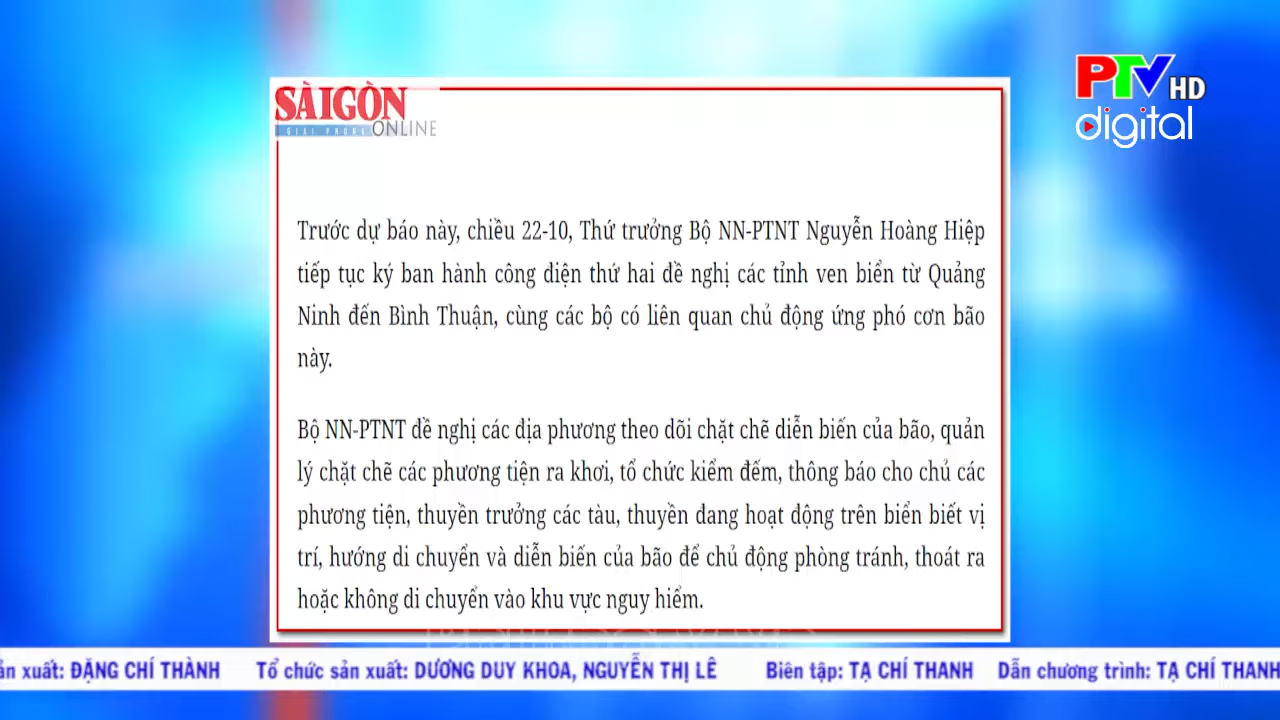 PTV HD
digital
SÀIGÒN
GIAI PHONG ONLINE
Trước dự báo này, chiều 22-10, Thứ trưởng Bộ NN-PTNT Nguyễn Hoàng Hiệp
tiếp tục ký ban hành công điện thứ hai đề nghị các tỉnh ven biển từ Quảng
Ninh đến Bình Thuận, cùng các bộ có liên quan chủ động ứng phó cơn bão
này.
Bộ NN-PTNT đề nghị các địa phương theo dõi chặt chẽ diễn biến của bão, quản
lý chặt chẽ các phương tiện ra khơi, tổ chức kiểm đếm, thông báo cho chủ các
phương tiện, thuyền trưởng các tàu, thuyền đang hoạt động trên biển biết vị
trí, hướng di chuyển và diễn biến của bão để chủ động phòng tránh, thoát ra
hoặc không di chuyển vào khu vực nguy hiểm.
xuất: ĐẶNG CHÍ THÀNH Tổ chức sản xuất: DƯƠNG DUY KHOA, NGUYỄN THỊ LÊ Biên tập: TẠ CHÍ THANH Dẫn chương trình: TẠ CHÍ THANH